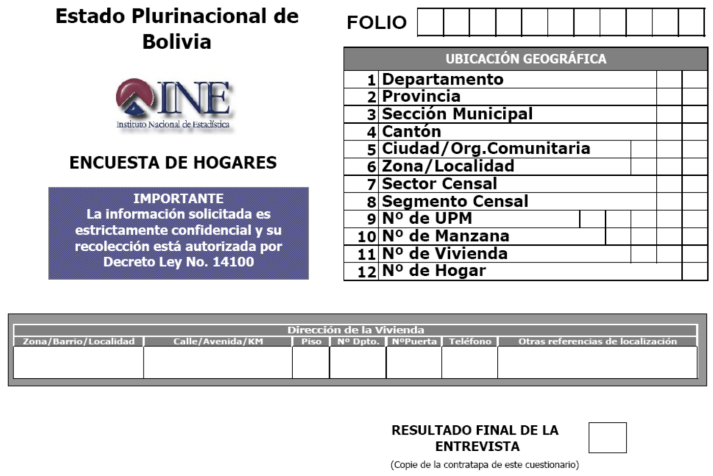 Estado Plurinacional de
Bolivia
INE
Instituto Nacional de Estadística
ENCUESTA DE HOGARES
IMPORTANTE
La información solicitada es
estrictamente confidencial y su
recolección está autorizada por
Decreto Ley No. 14100
FOLIO
UBICACIÓN GEOGRÁFICA
1 Departamento
2 Provincia
3 Sección Municipal
4 Cantón
5 Ciudad/Org.Comunitaria
6 Zona/Localidad
7 Sector Censal
8 Segmento Censal
9 Nº de UPM
10 Nº de Manzana
11 Nº de Vivienda
12 Nº de Hogar
Dirección de la Vivienda
Zona/Barrio/Localidad Calle/Avenida/KM Piso Nº Dpto. NºPuerta Teléfono Otras referencias de localización
RESULTADO FINAL DE LA
ENTREVISTA
(Copie de la contratapa de este cuestionario)